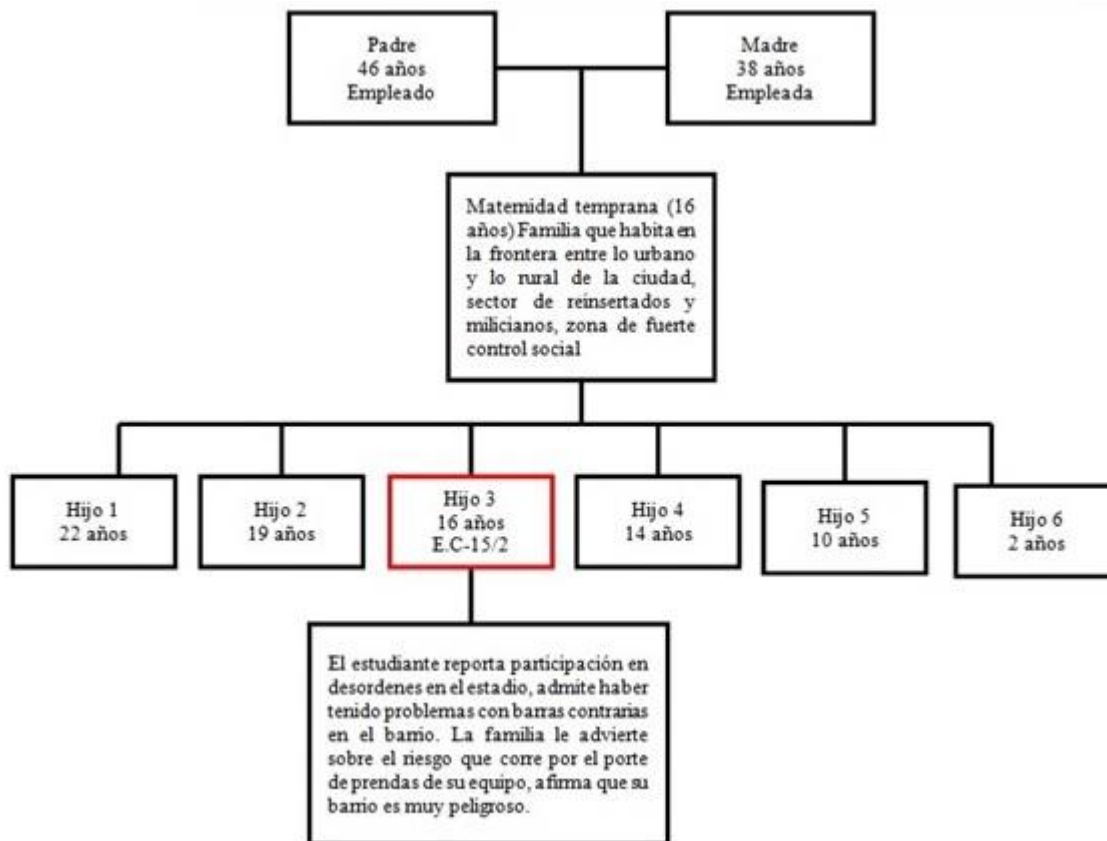 Padre
46 años
Empleado
Madre
38 años
Empleada
Maternidad temprana (16
años) Familia que habita en
la frontera entre lo urbano
y lo rural de la ciudad,
sector de reinsertados y
milicianos, zona de fuerte
control social
Hijo 1
22 años
Hijo 2
19 años
Hijo 3
16 años
E.C-15/2
Hijo 4
14 años
Hijo 5
10 años
Hijo 6
2 años
El estudiante reporta participación en
desordenes en el estadio, admite haber
tenido problemas con barras contrarias
en el barrio. La familia le advierte
sobre el riesgo que corre por el porte
de prendas de su equipo, afirma que su
barrio es muy peligroso.